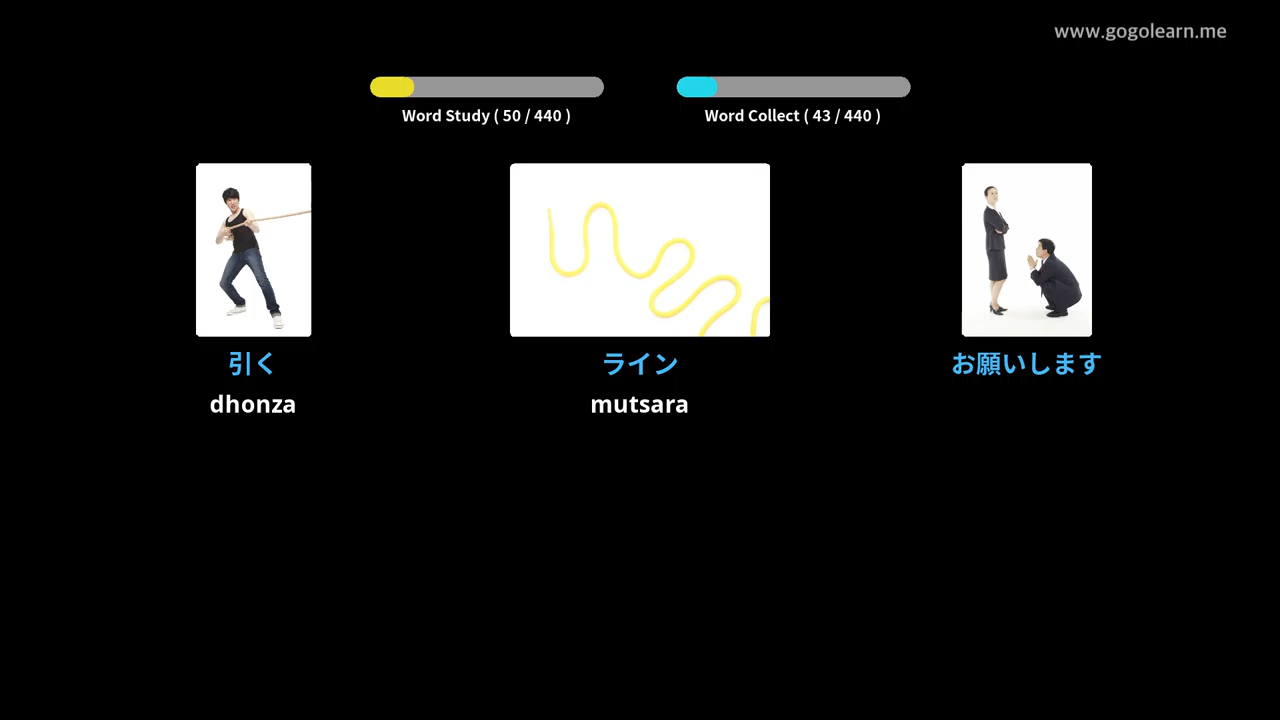 www.gogolearn.me
Word Study ( 50 / 440 )
Word Collect ( 43 / 440 )
引く
ライン
お願いします
dhonza
mutsara